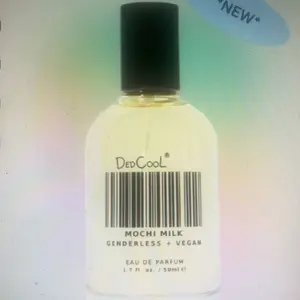 *NEW*
DedCool®
MOCHI MILK
GENDERLESS + VEGAN
EAU DE PARFUM
1.7 fl. oz. / 50ml ℮